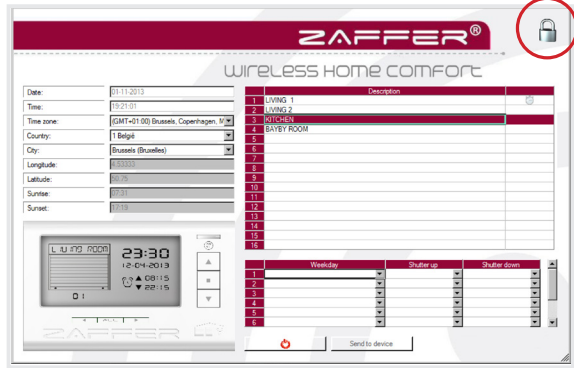 ZAFFER®
WIRELESS HOME COMFORT
Date: 01-11-2013
Time: 19:21:01
Time zone: (GMT+01:00) Brussels, Copenhagen, M
Country: 1 België
City: Brussels (Bruxelles)
Longitude: 4.33333
Latitude: 50.75
Sunrise: 07:31
Sunset: 17:19
Description
1 LIVING 1
2 LIVING 2
3 KITCHEN
4 BAYBY ROOM
5
6
7
8
9
10
11
12
13
14
15
16
LIVING ROOM
23:30
12-04-2013
▲ 08:15
▼ 22:15
01
ALL
ZAFFER
Weekday Shutter up Shutter down
1
2
3
4
5
6
Send to device